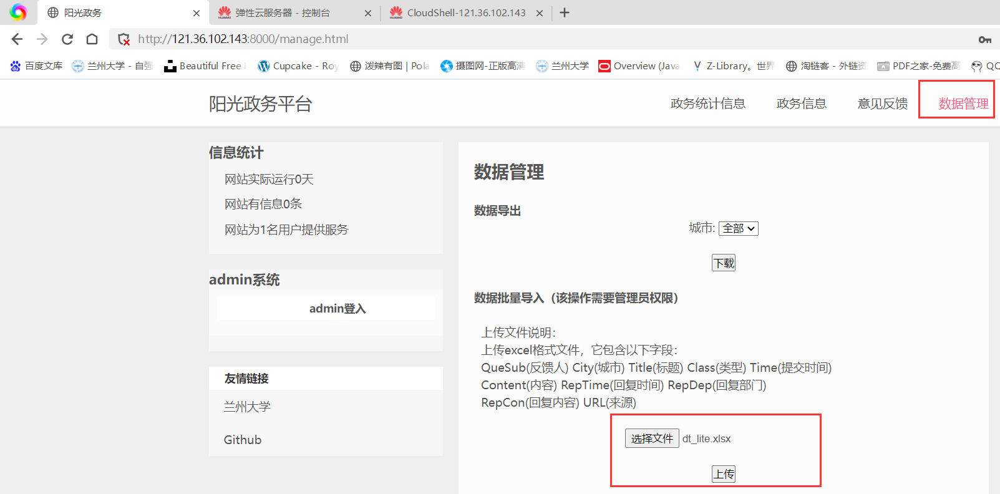 阳光政务
弹性云服务器 - 控制台
CloudShell-121.36.102.143
http://121.36.102.143:8000/manage.html
百度文库
兰州大学 - 自强
Beautiful Free
Cupcake - Roy
泼辣有图 | Pola
摄图网-正版高清
兰州大学
Overview (Java
Z-Library。世界
淘链客 - 外链资
PDF之家-免费高
QQ
阳光政务平台
政务统计信息
政务信息
意见反馈
数据管理
信息统计
网站实际运行0天
网站有信息0条
网站为1名用户提供服务
admin系统
admin登入
友情链接
兰州大学
Github
数据管理
数据导出
城市: 全部
下载
数据批量导入（该操作需要管理员权限）
上传文件说明：
上传excel格式文件，它包含以下字段：
QueSub(反馈人) City(城市) Title(标题) Class(类型) Time(提交时间)
Content(内容) RepTime(回复时间) RepDep(回复部门)
RepCon(回复内容) URL(来源)
选择文件 dt_lite.xlsx
上传